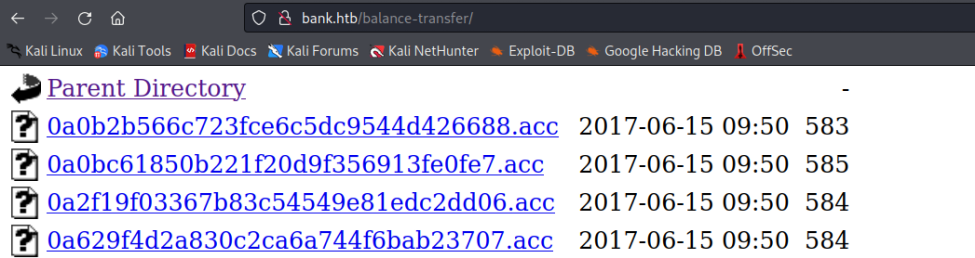 bank.htb/balance-transfer/
Kali Linux Kali Tools Kali Docs Kali Forums Kali NetHunter Exploit-DB Google Hacking DB OffSec
Parent Directory -
0a0b2b566c723fce6c5dc9544d426688.acc 2017-06-15 09:50 583
0a0bc61850b221f20d9f356913fe0fe7.acc 2017-06-15 09:50 585
0a2f19f03367b83c54549e81edc2dd06.acc 2017-06-15 09:50 584
0a629f4d2a830c2ca6a744f6bab23707.acc 2017-06-15 09:50 584